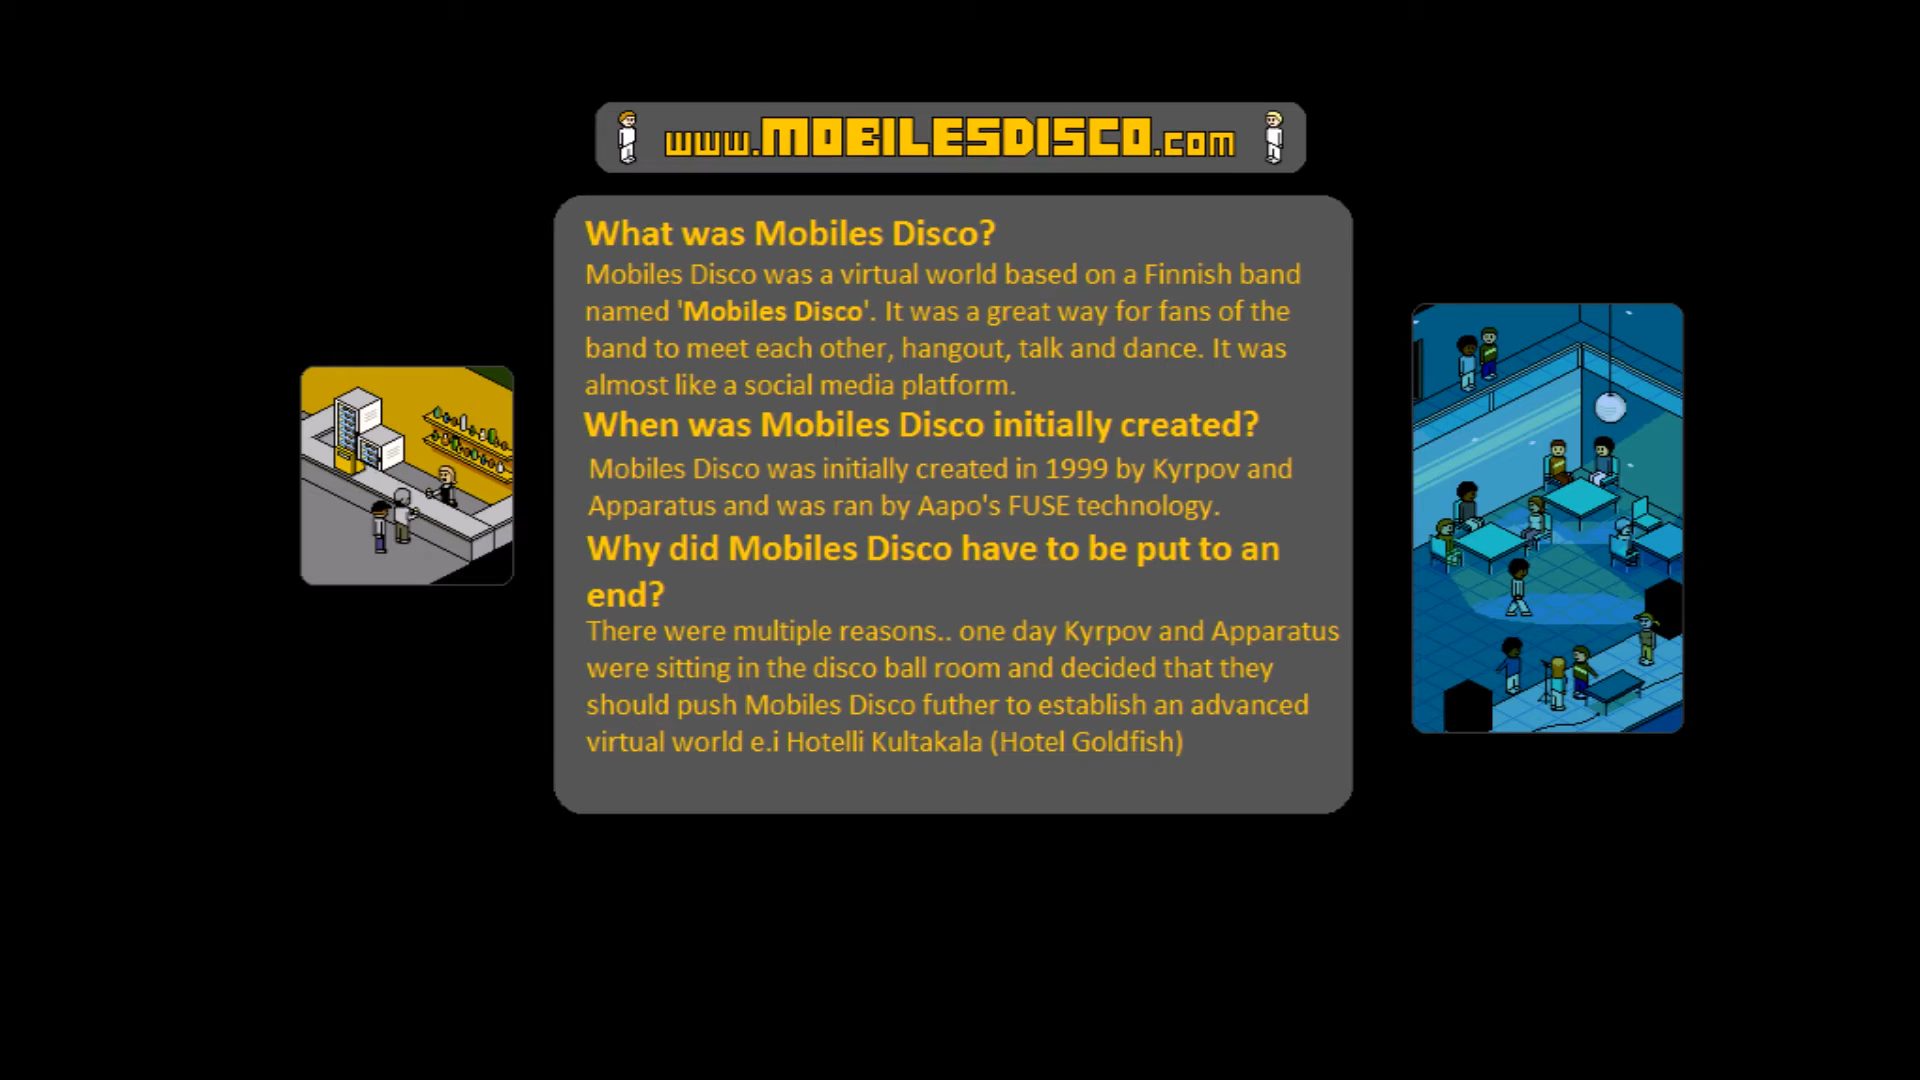 www.MOBILESDISCO.com
What was Mobiles Disco?
Mobiles Disco was a virtual world based on a Finnish band
named 'Mobiles Disco'. It was a great way for fans of the
band to meet each other, hangout, talk and dance. It was
almost like a social media platform.
When was Mobiles Disco initially created?
Mobiles Disco was initially created in 1999 by Kyrpov and
Apparatus and was ran by Aapo's FUSE technology.
Why did Mobiles Disco have to be put to an
end?
There were multiple reasons.. one day Kyrpov and Apparatus
were sitting in the disco ball room and decided that they
should push Mobiles Disco futher to establish an advanced
virtual world e.i Hotelli Kultakala (Hotel Goldfish)